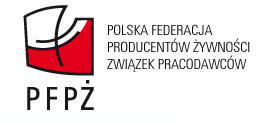 POLSKA FEDERACJA
PRODUCENTÓW ŻYWNOŚCI
ZWIĄZEK PRACODAWCÓW
PFPŻ